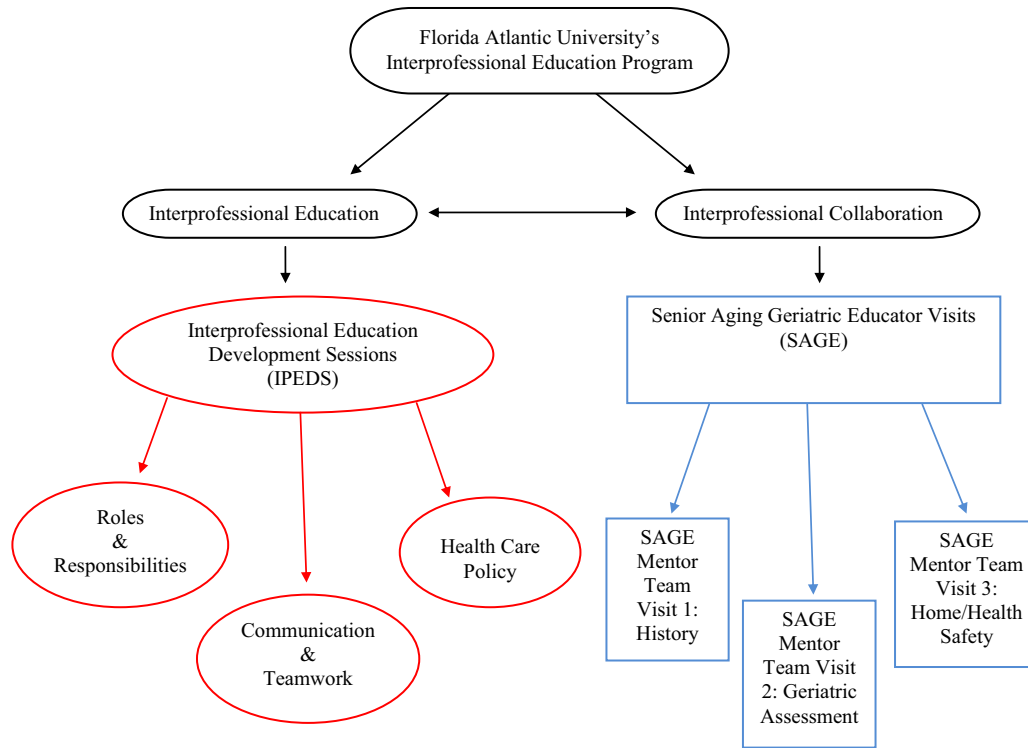 Florida Atlantic University’s
Interprofessional Education Program
Interprofessional Education
Interprofessional Collaboration
Interprofessional Education
Development Sessions
(IPEDS)
Senior Aging Geriatric Educator Visits
(SAGE)
Roles
&
Responsibilities
Communication
&
Teamwork
Health Care
Policy
SAGE
Mentor
Team
Visit 1:
History
SAGE
Mentor
Team Visit
2: Geriatric
Assessment
SAGE
Mentor Team
Visit 3:
Home/Health
Safety